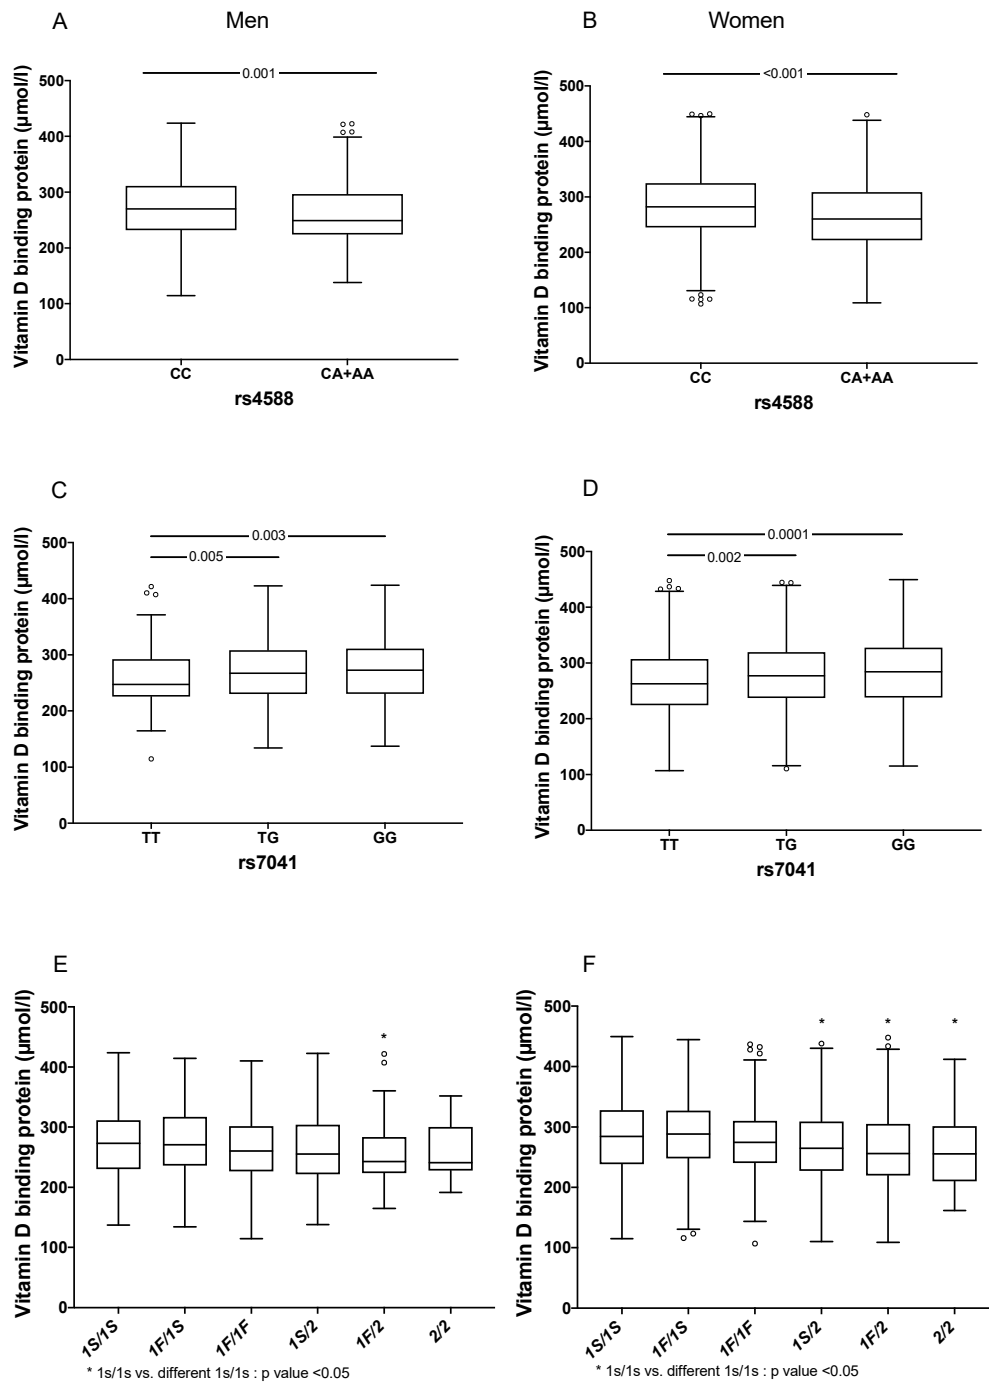 A
Men
B
Women
Vitamin D binding protein (µmol/l)
500
400
300
200
100
0
0.001
CC
CA+AA
rs4588
Vitamin D binding protein (µmol/l)
500
400
300
200
100
0
<0.001
CC
CA+AA
rs4588
C
Vitamin D binding protein (µmol/l)
500
400
300
200
100
0
0.003
0.005
TT
TG
GG
rs7041
D
Vitamin D binding protein (µmol/l)
500
400
300
200
100
0
0.0001
0.002
TT
TG
GG
rs7041
E
Vitamin D binding protein (µmol/l)
500
400
300
200
100
0
*
1S/1S
1F/1S
1F/1F
1S/2
1F/2
2/2
* 1s/1s vs. different 1s/1s : p value <0.05
F
Vitamin D binding protein (µmol/l)
500
400
300
200
100
0
* * *
1S/1S
1F/1S
1F/1F
1S/2
1F/2
2/2
* 1s/1s vs. different 1s/1s : p value <0.05